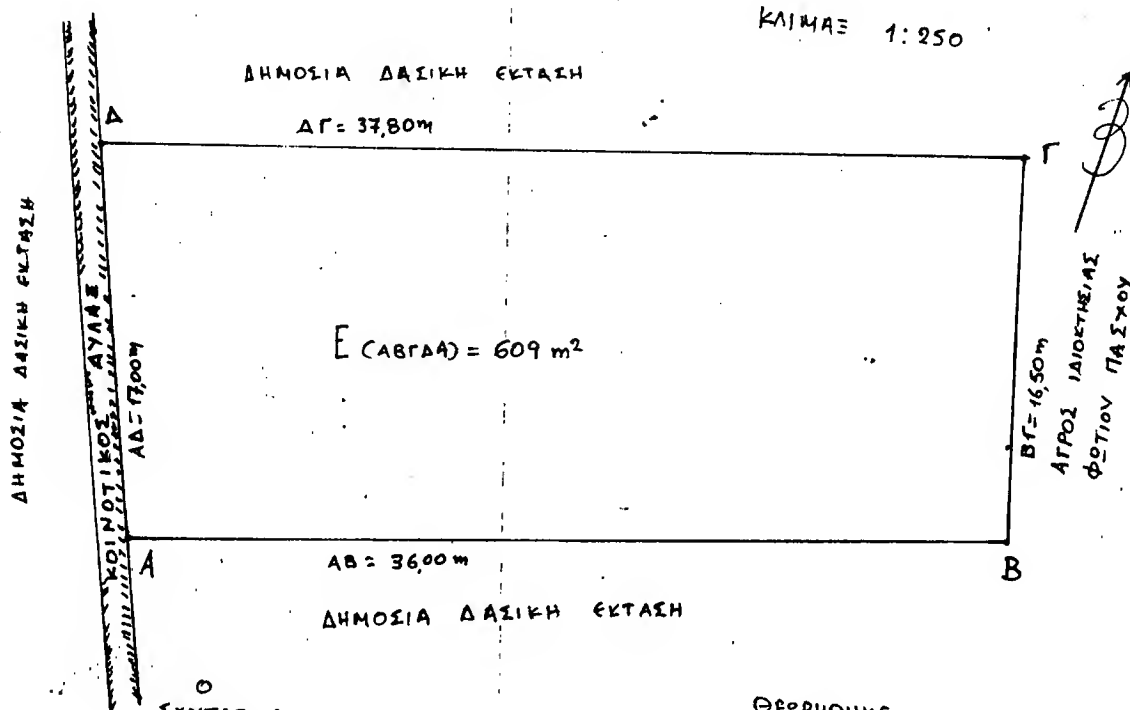 ΚΛΙΜΑΞ 1:250
ΔΗΜΟΣΙΑ ΔΑΣΙΚΗ ΕΚΤΑΣΗ
Δ
ΔΓ= 37,80m
Γ
ΔΗΜΟΣΙΑ ΔΑΣΙΚΗ ΕΚΤΑΣΗ
ΚΟΙΝΟΤΙΚΟΣ ΑΥΛΑΞ
ΑΔ=17,00m
Ε (ΑΒΓΔΑ) = 609 m²
ΒΓ=16,50m
ΑΓΡΟΣ ΙΔΙΟΚΤΗΣΙΑΣ
ΦΩΤΙΟΥ ΠΑΣΧΟΥ
Α
ΑΒ= 36,00m
Β
ΔΗΜΟΣΙΑ ΔΑΣΙΚΗ ΕΚΤΑΣΗ
Ο